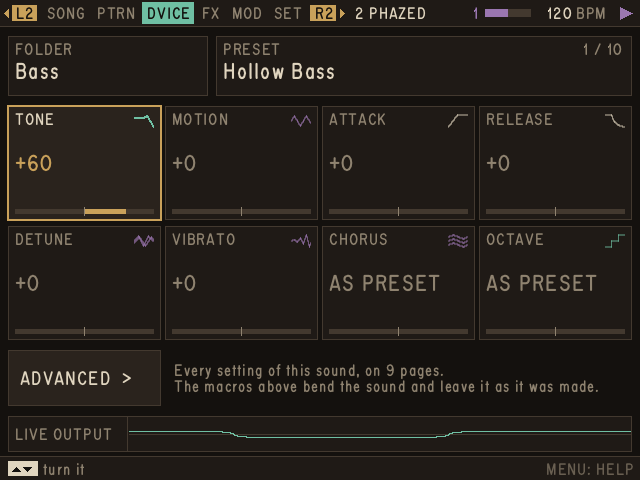 L2 SONG PTRN DVICE FX MOD SET R2 2 PHAZED 1 120 BPM
FOLDER
Bass
PRESET 1 / 10
Hollow Bass
TONE MOTION ATTACK RELEASE
+60 +0 +0 +0
DETUNE VIBRATO CHORUS OCTAVE
+0 +0 AS PRESET AS PRESET
ADVANCED >
Every setting of this sound, on 9 pages.
The macros above bend the sound and leave it as it was made.
LIVE OUTPUT
turn it MENU: HELP